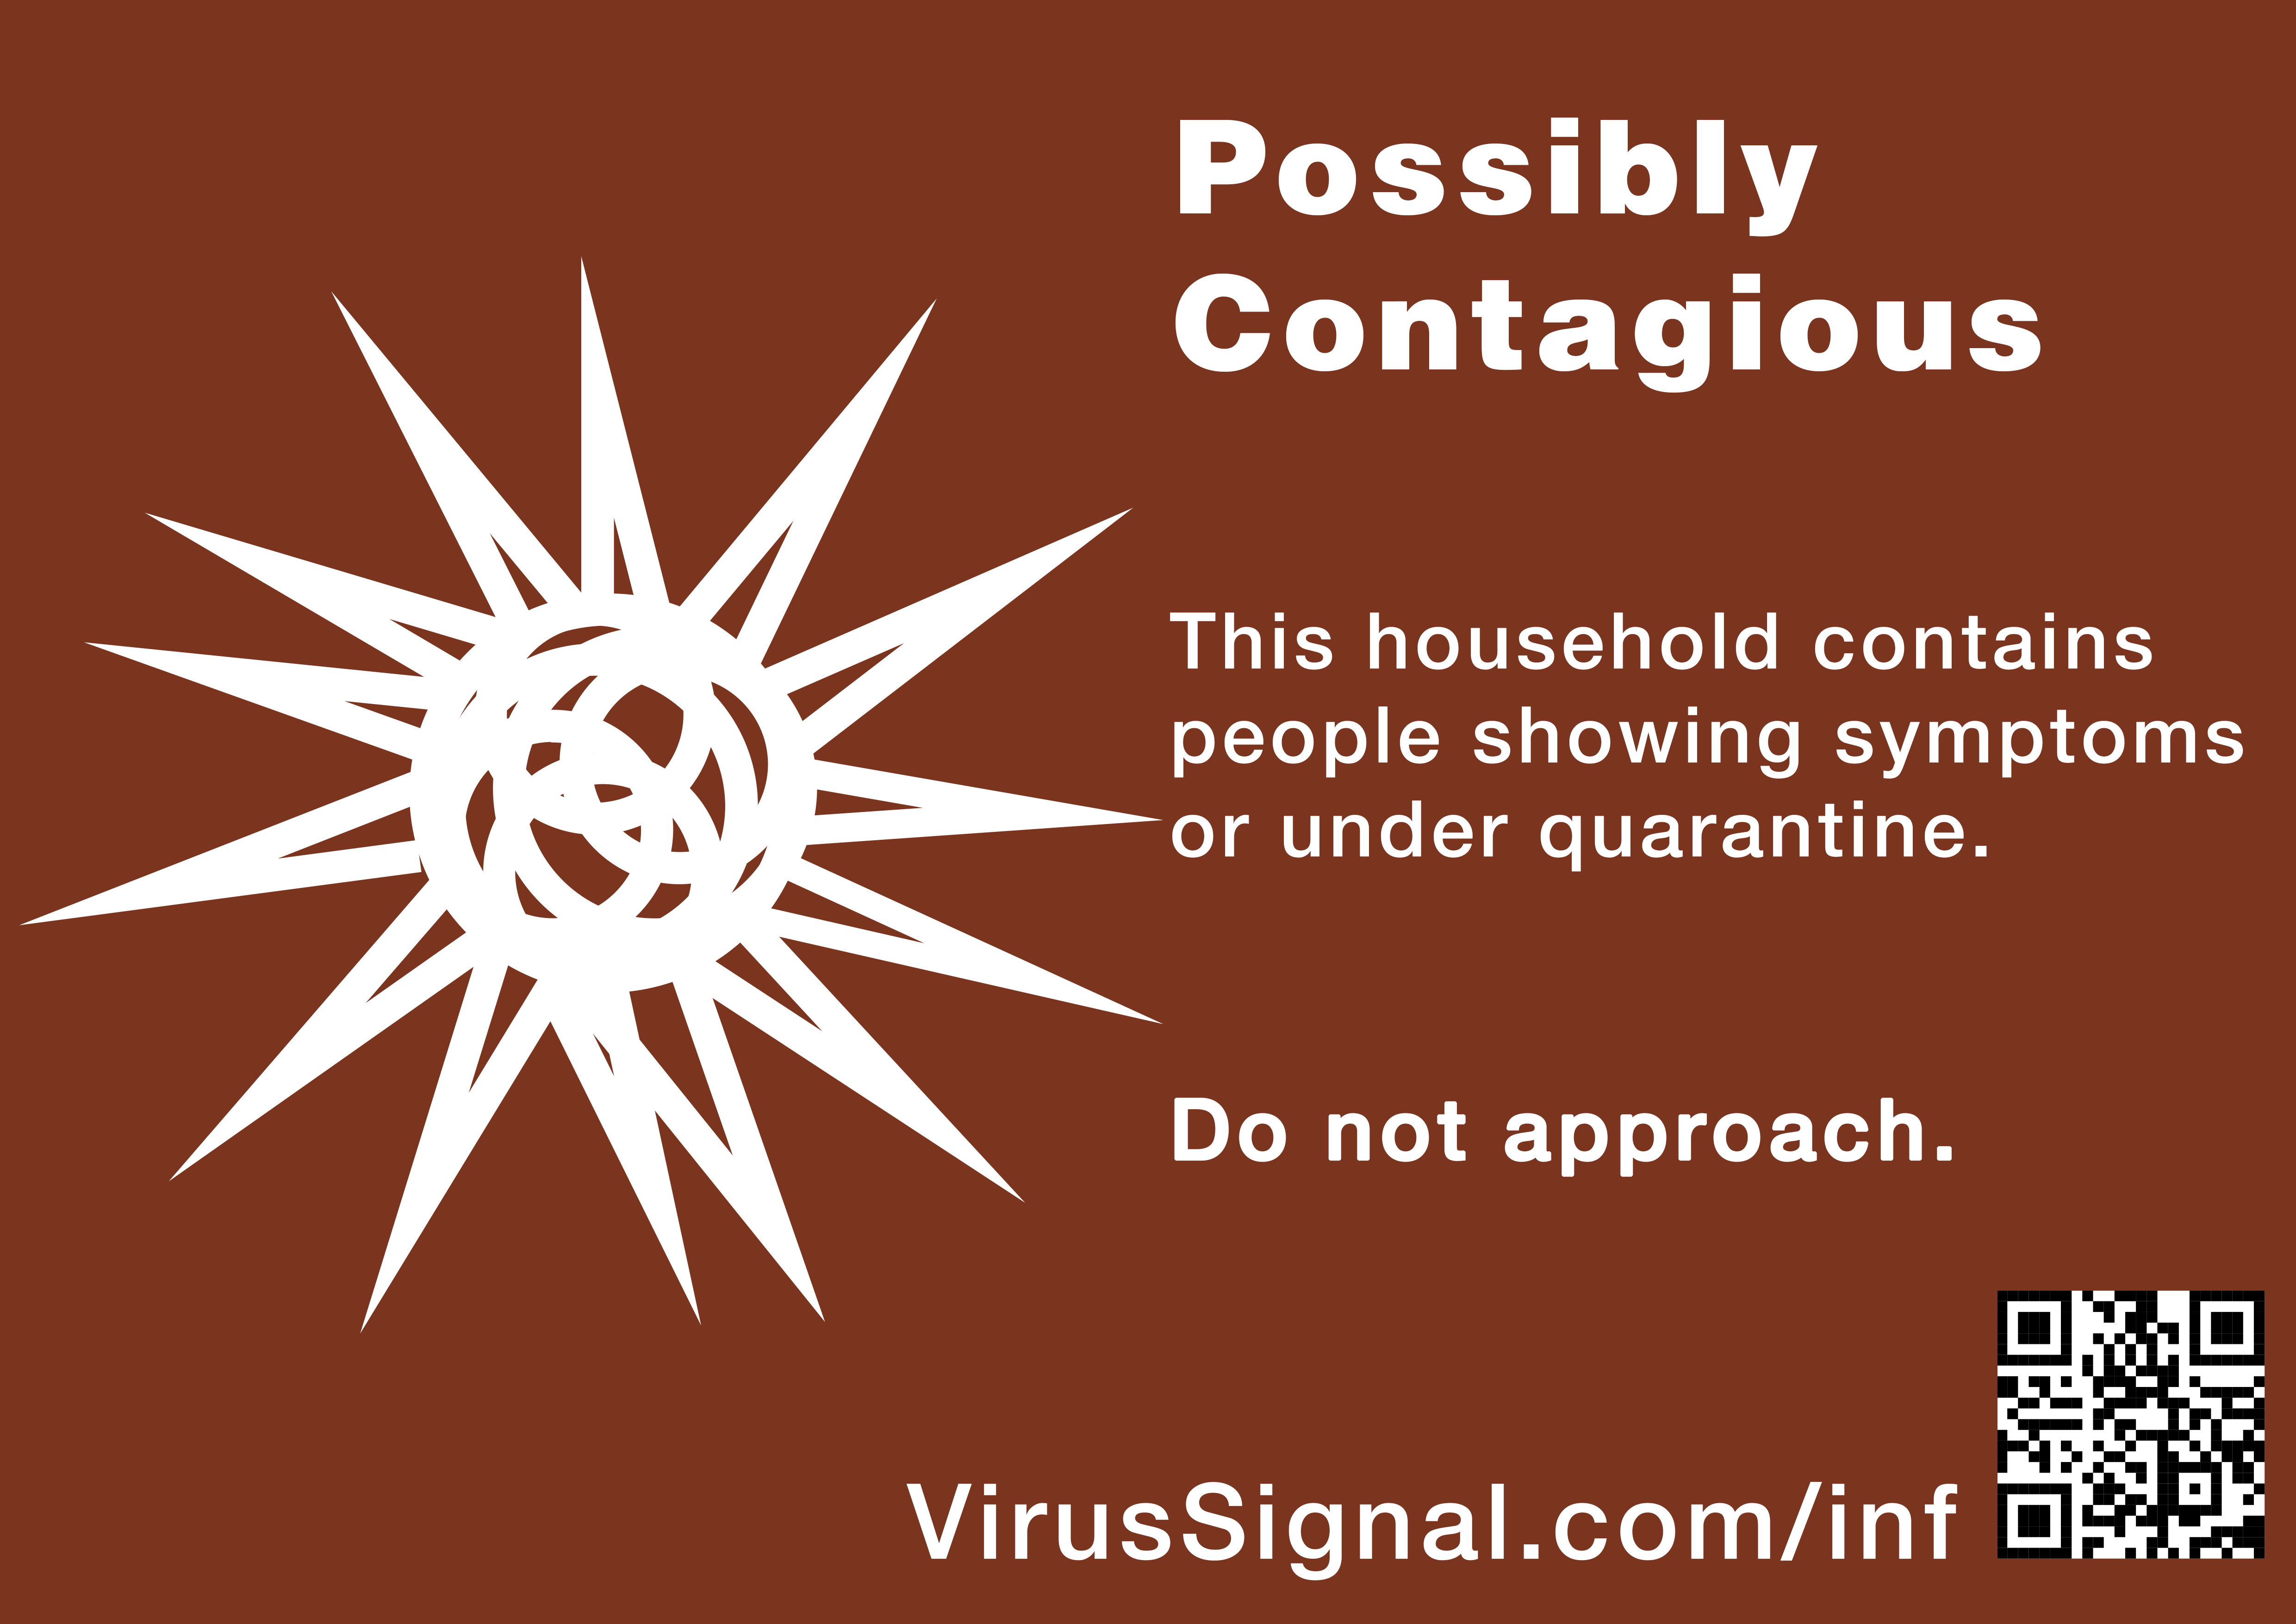 Possibly
Contagious
This household contains
people showing symptoms
or under quarantine.
Do not approach.
VirusSignal.com/inf